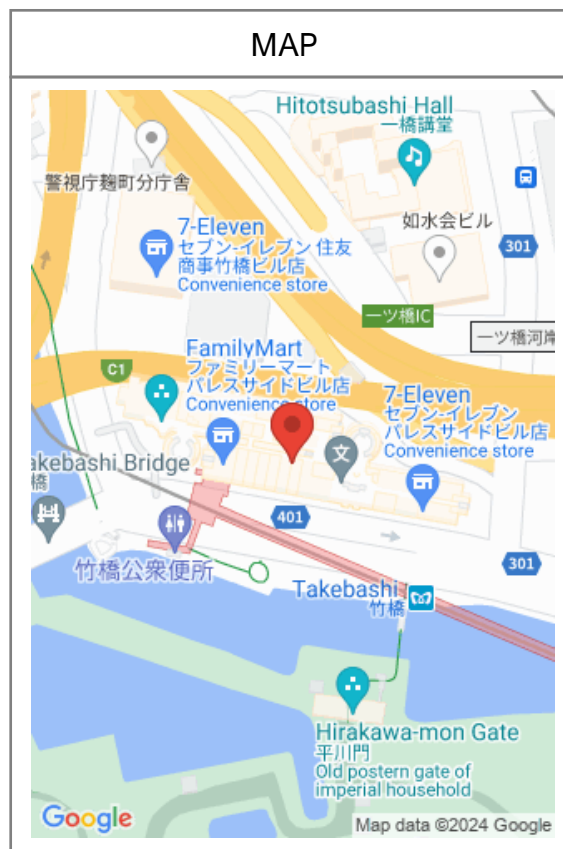 MAP
Hitotsubashi Hall
一橋講堂
警視庁麹町分庁舎
如水会ビル
7-Eleven
セブン-イレブン 住友
商事竹橋ビル店
Convenience store
301
一ツ橋IC
一ツ橋河岸
C1
FamilyMart
ファミリーマート
パレスサイドビル店
Convenience store
7-Eleven
セブン-イレブン
パレスサイドビル店
Convenience store
文
akebashi Bridge
橋
401
竹橋公衆便所
301
Takebashi
竹橋
Hirakawa-mon Gate
平川門
Old postern gate of
imperial household
Google
Map data ©2024 Google